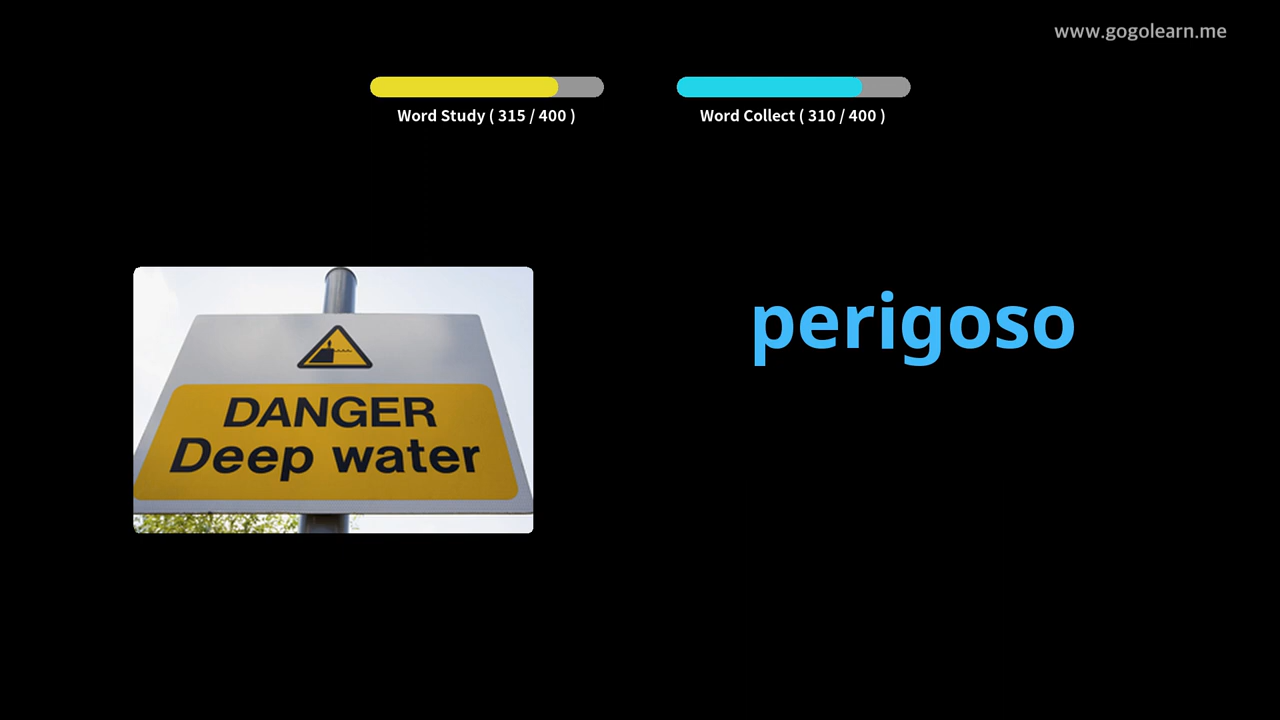 www.gogolearn.me
Word Study ( 315 / 400 )
Word Collect ( 310 / 400 )
DANGER
Deep water
perigoso